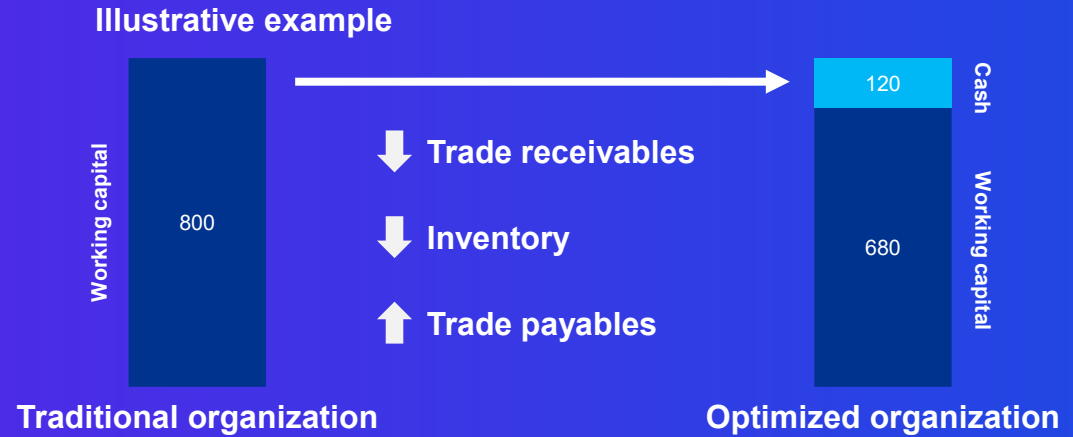 Illustrative example
Working capital
800
Trade receivables
Inventory
Trade payables
120
Cash
680
Working capital
Traditional organization
Optimized organization